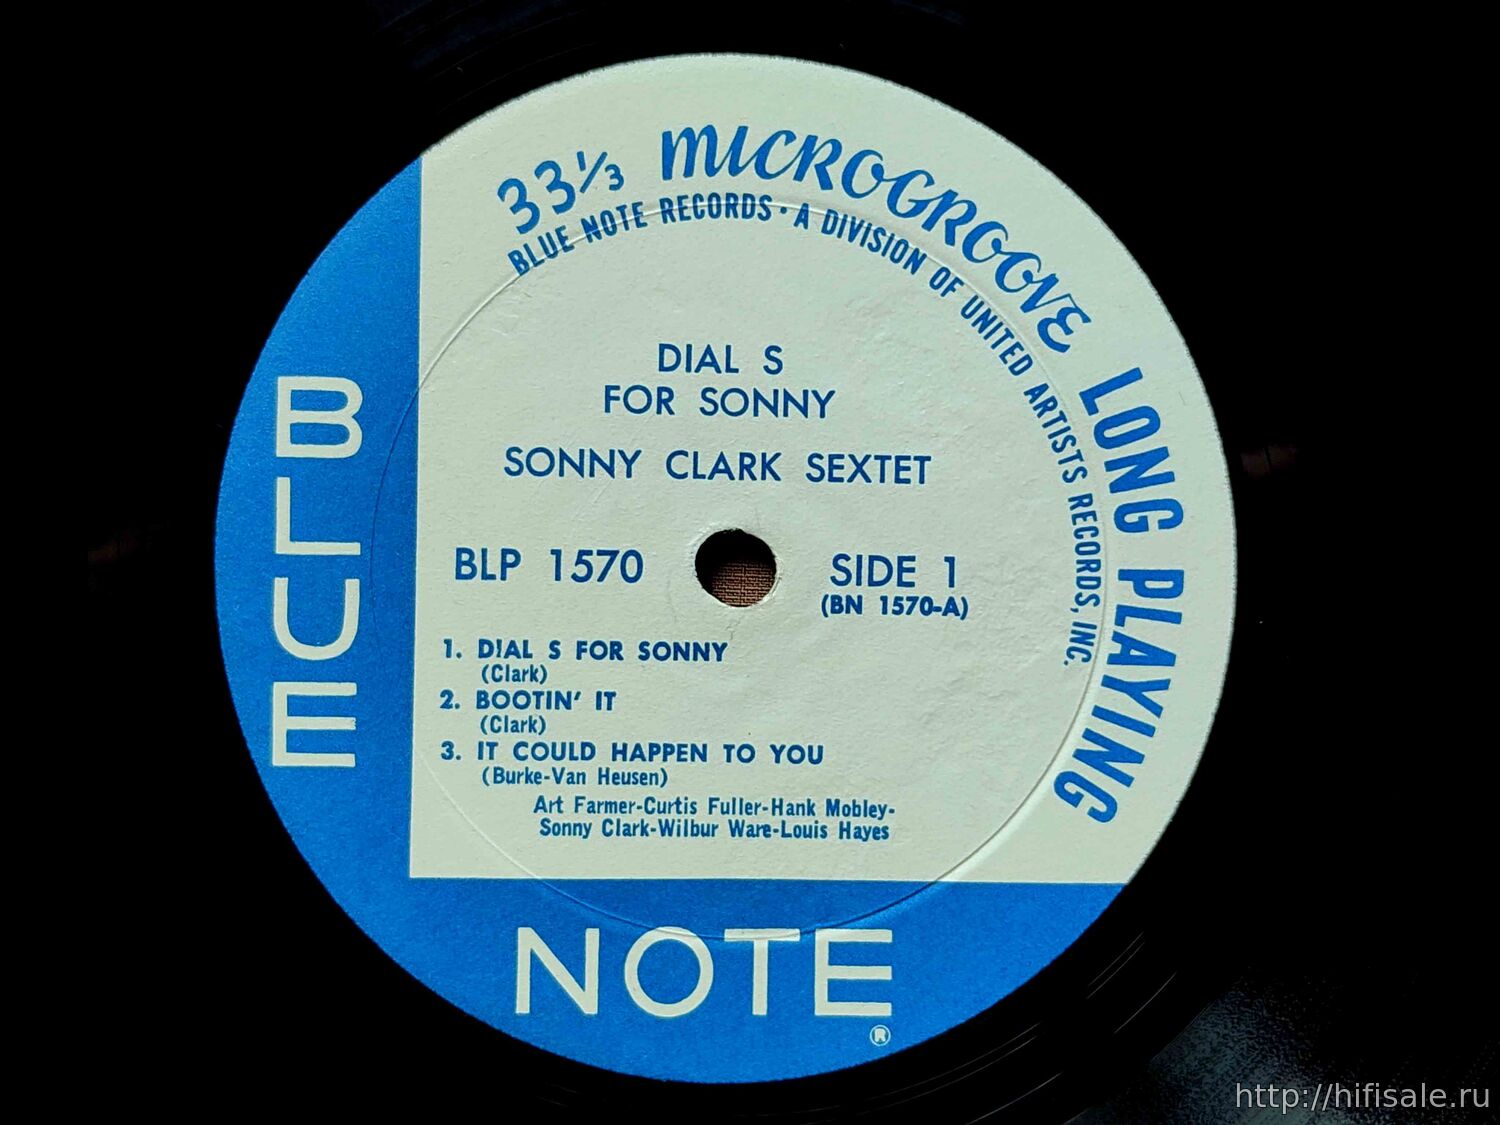 33 1/3 MICROGROOVE LONG PLAYING
BLUE NOTE RECORDS · A DIVISION OF UNITED ARTISTS RECORDS, INC.
DIAL S
FOR SONNY
SONNY CLARK SEXTET
BLP 1570
SIDE 1
(BN 1570-A)
1. DIAL S FOR SONNY
(Clark)
2. BOOTIN' IT
(Clark)
3. IT COULD HAPPEN TO YOU
(Burke-Van Heusen)
Art Farmer-Curtis Fuller-Hank Mobley-
Sonny Clark-Wilbur Ware-Louis Hayes
BLUE
NOTE
®
http://hifisale.ru